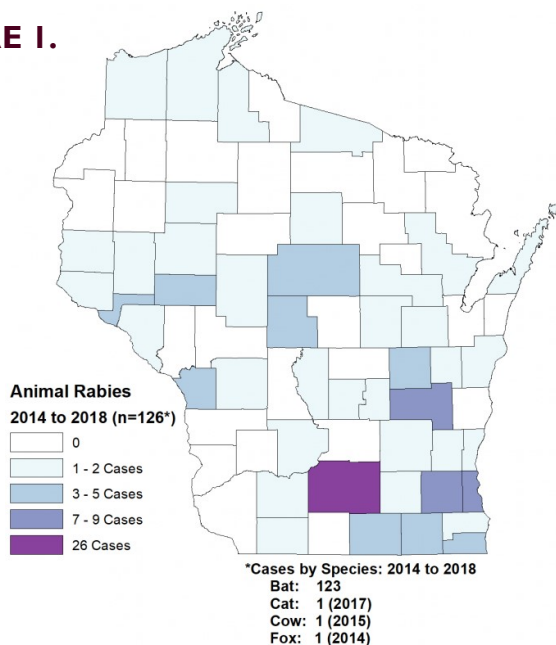 RE I.
Animal Rabies
2014 to 2018 (n=126*)
0
1 - 2 Cases
3 - 5 Cases
7 - 9 Cases
26 Cases
*Cases by Species: 2014 to 2018
Bat: 123
Cat: 1 (2017)
Cow: 1 (2015)
Fox: 1 (2014)